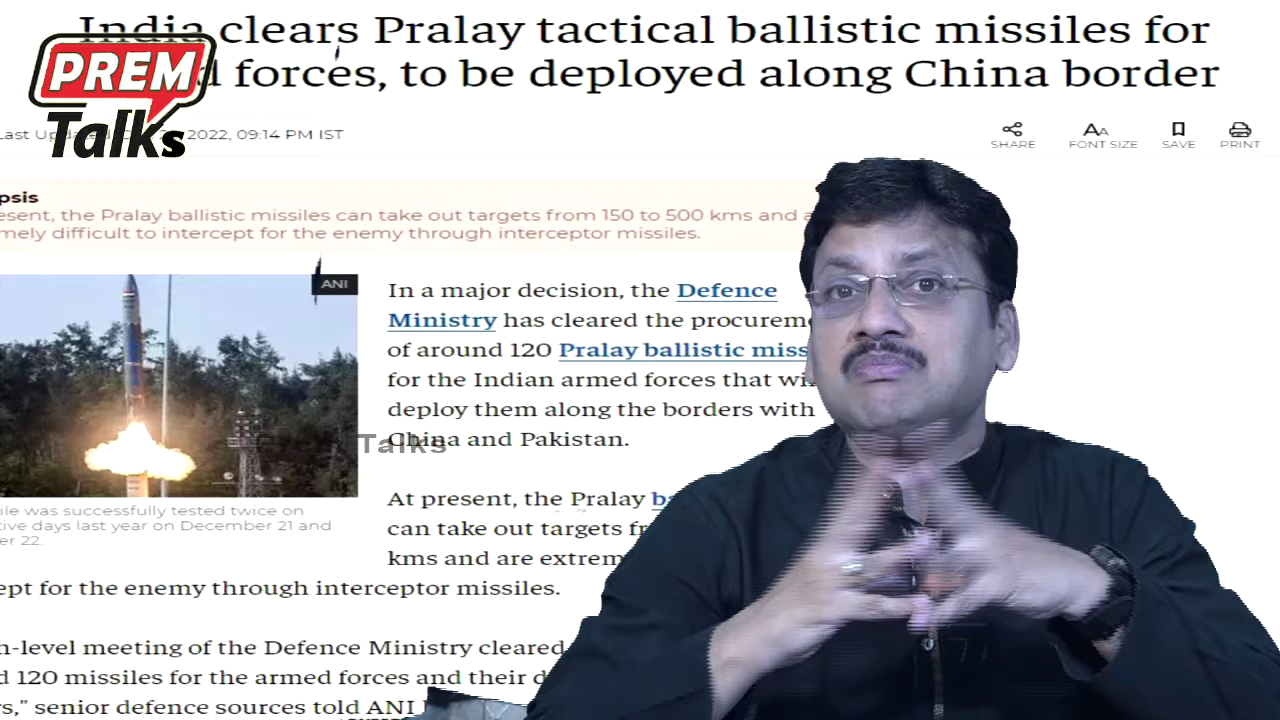 India clears Pralay tactical ballistic missiles for
forces, to be deployed along China border
PREM
Talks
Last Updated: 2022, 09:14 PM IST
SHARE
FONT SIZE
SAVE
PRINT
psis
esent, the Pralay ballistic missiles can take out targets from 150 to 500 kms and a
mely difficult to intercept for the enemy through interceptor missiles.
ANI
In a major decision, the Defence
Ministry has cleared the procureme
of around 120 Pralay ballistic miss
for the Indian armed forces that wi
deploy them along the borders with
China and Pakistan.
Talks
ile was successfully tested twice on
tive days last year on December 21 and
er 22.
At present, the Pralay b
can take out targets fr
kms and are extrem
ept for the enemy through interceptor missiles.
h-level meeting of the Defence Ministry cleared
d 120 missiles for the armed forces and their d
rs," senior defence sources told ANI